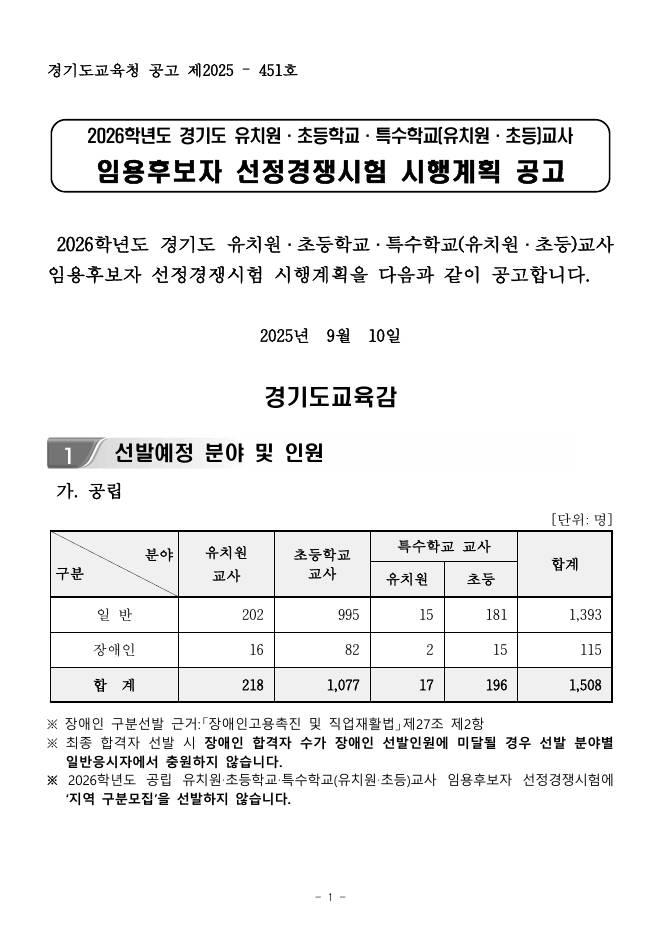 경기도교육청 공고 제2025 - 451호
2026학년도 경기도 유치원·초등학교·특수학교[유치원·초등]교사
임용후보자 선정경쟁시험 시행계획 공고
2026학년도 경기도 유치원·초등학교·특수학교(유치원·초등)교사
임용후보자 선정경쟁시험 시행계획을 다음과 같이 공고합니다.
2025년 9월 10일
경기도교육감
1 선발예정 분야 및 인원
가. 공립
[단위: 명]
분야 구분 유치원 교사 초등학교 교사 특수학교 교사 합계
유치원 초등
일 반 202 995 15 181 1,393
장애인 16 82 2 15 115
합 계 218 1,077 17 196 1,508
※ 장애인 구분선발 근거:「장애인고용촉진 및 직업재활법」제27조 제2항
※ 최종 합격자 선발 시 장애인 합격자 수가 장애인 선발인원에 미달될 경우 선발 분야별
일반응시자에서 충원하지 않습니다.
※ 2026학년도 공립 유치원·초등학교·특수학교(유치원·초등)교사 임용후보자 선정경쟁시험에
‘지역 구분모집’을 선발하지 않습니다.
- 1 -